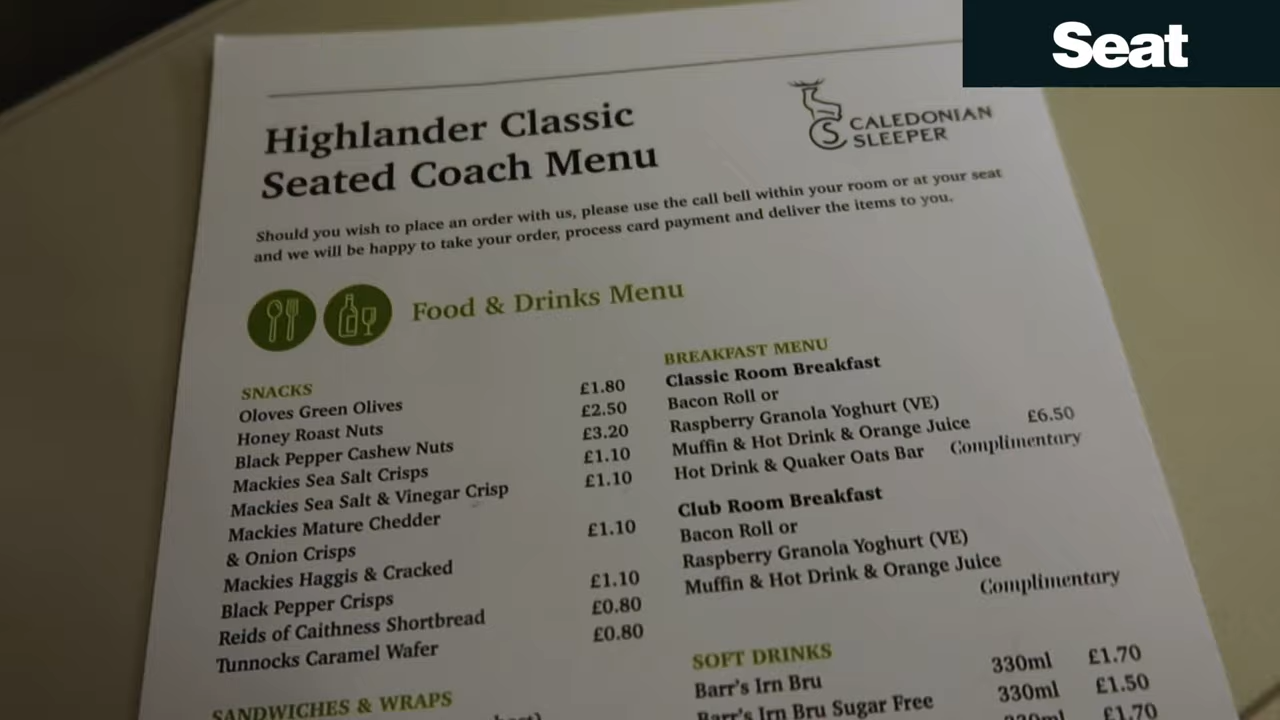 Seat
CALEDONIAN
SLEEPER
Highlander Classic
Seated Coach Menu
Should you wish to place an order with us, please use the call bell within your room or at your seat
and we will be happy to take your order, process card payment and deliver the items to you.
Food & Drinks Menu
SNACKS
Oloves Green Olives £1.80
Honey Roast Nuts £2.50
Black Pepper Cashew Nuts £3.20
Mackies Sea Salt Crisps £1.10
Mackies Sea Salt & Vinegar Crisp £1.10
Mackies Mature Chedder
& Onion Crisps £1.10
Mackies Haggis & Cracked
Black Pepper Crisps £1.10
Reids of Caithness Shortbread £0.80
Tunnocks Caramel Wafer £0.80
SANDWICHES & WRAPS
BREAKFAST MENU
Classic Room Breakfast
Bacon Roll or
Raspberry Granola Yoghurt (VE)
Muffin & Hot Drink & Orange Juice £6.50
Hot Drink & Quaker Oats Bar Complimentary
Club Room Breakfast
Bacon Roll or
Raspberry Granola Yoghurt (VE)
Muffin & Hot Drink & Orange Juice
Complimentary
SOFT DRINKS
Barr's Irn Bru 330ml £1.70
Barr's Irn Bru Sugar Free 330ml £1.50
£1.70